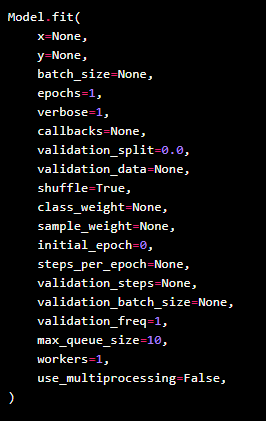 Model.fit(
    x=None,
    y=None,
    batch_size=None,
    epochs=1,
    verbose=1,
    callbacks=None,
    validation_split=0.0,
    validation_data=None,
    shuffle=True,
    class_weight=None,
    sample_weight=None,
    initial_epoch=0,
    steps_per_epoch=None,
    validation_steps=None,
    validation_batch_size=None,
    validation_freq=1,
    max_queue_size=10,
    workers=1,
    use_multiprocessing=False,
)